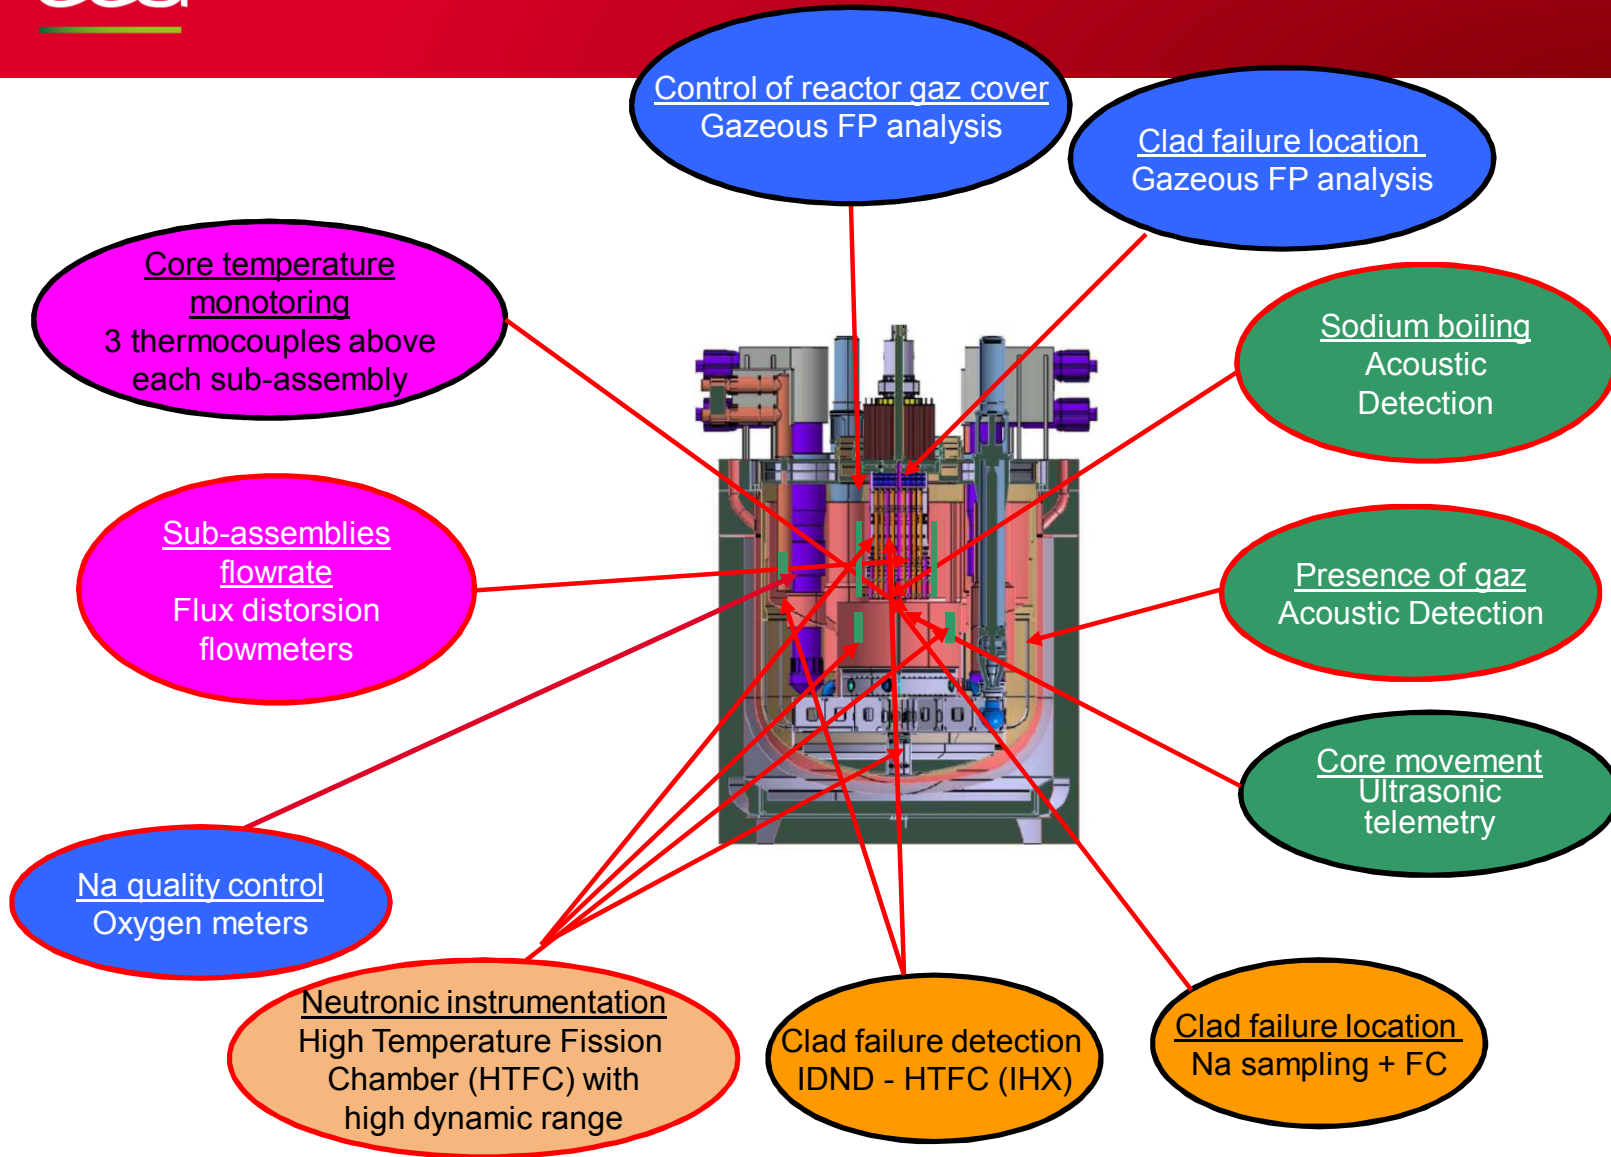 Control of reactor gaz cover
Gazeous FP analysis
Clad failure location
Gazeous FP analysis
Core temperature
monotoring
3 thermocouples above
each sub-assembly
Sodium boiling
Acoustic
Detection
Sub-assemblies
flowrate
Flux distorsion
flowmeters
Presence of gaz
Acoustic Detection
Core movement
Ultrasonic
telemetry
Na quality control
Oxygen meters
Neutronic instrumentation
High Temperature Fission
Chamber (HTFC) with
high dynamic range
Clad failure detection
IDND - HTFC (IHX)
Clad failure location
Na sampling + FC